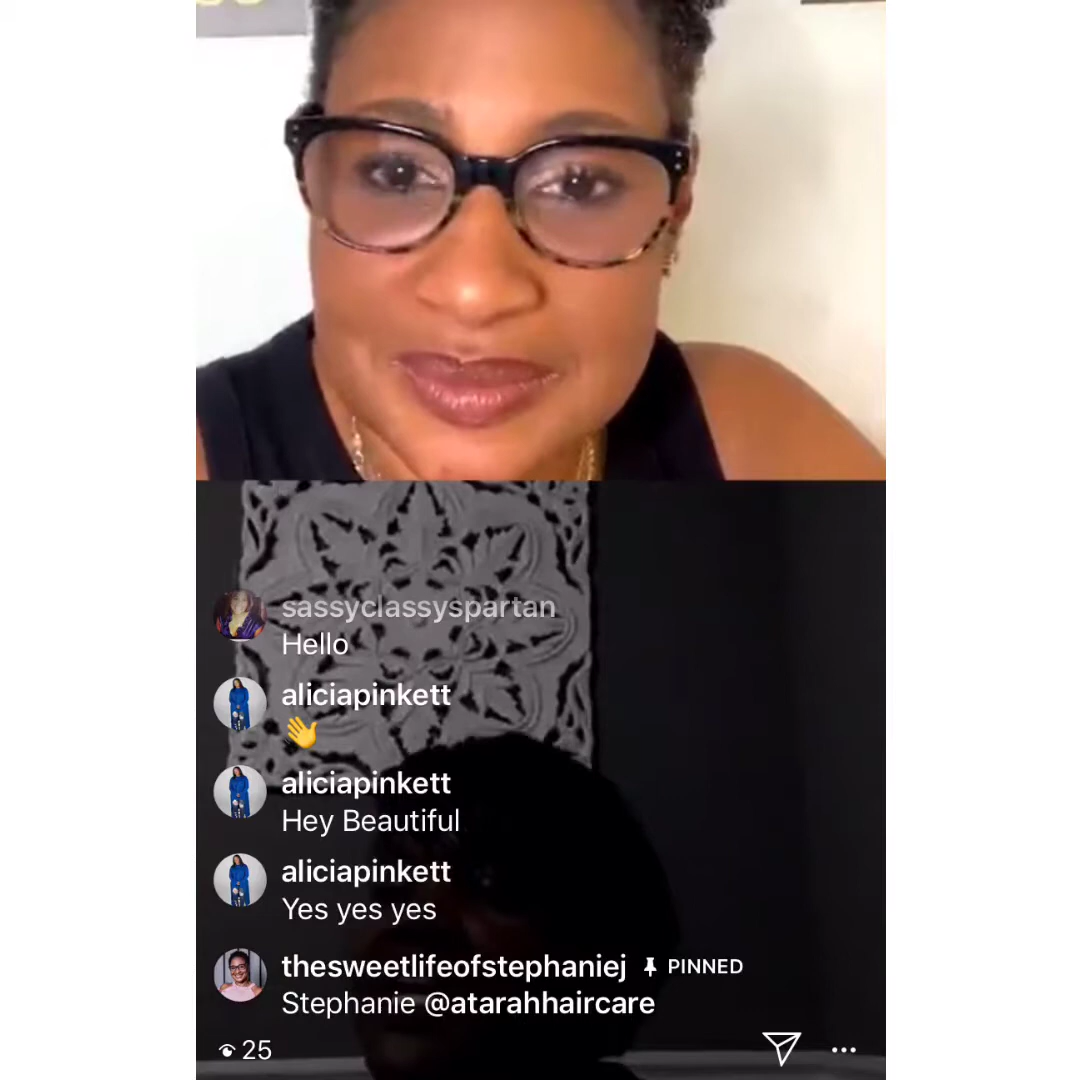 sassyclassyspartan
Hello
aliciapinkett
👋
aliciapinkett
Hey Beautiful
aliciapinkett
Yes yes yes
thesweetlifeofstephaniej PINNED
Stephanie @atarahhaircare
25